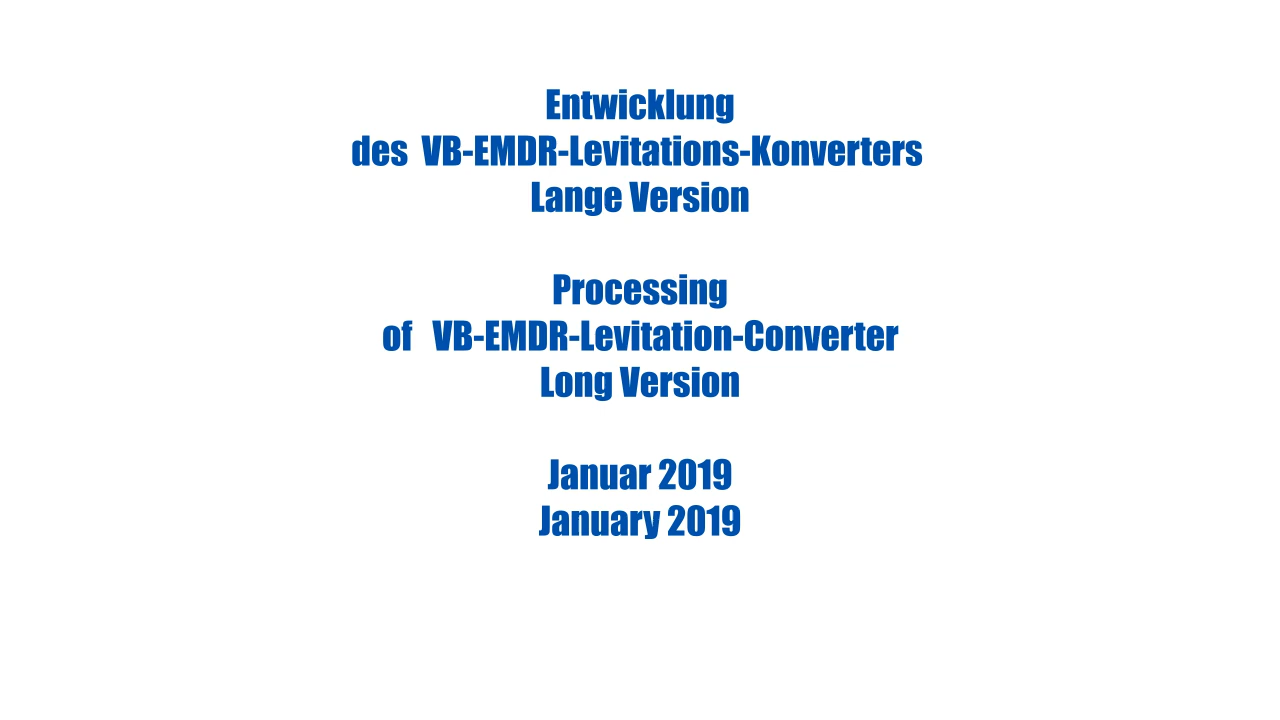 Entwicklung
des  VB-EMDR-Levitations-Konverters
Lange Version
Processing
of   VB-EMDR-Levitation-Converter
Long Version
Januar 2019
January 2019